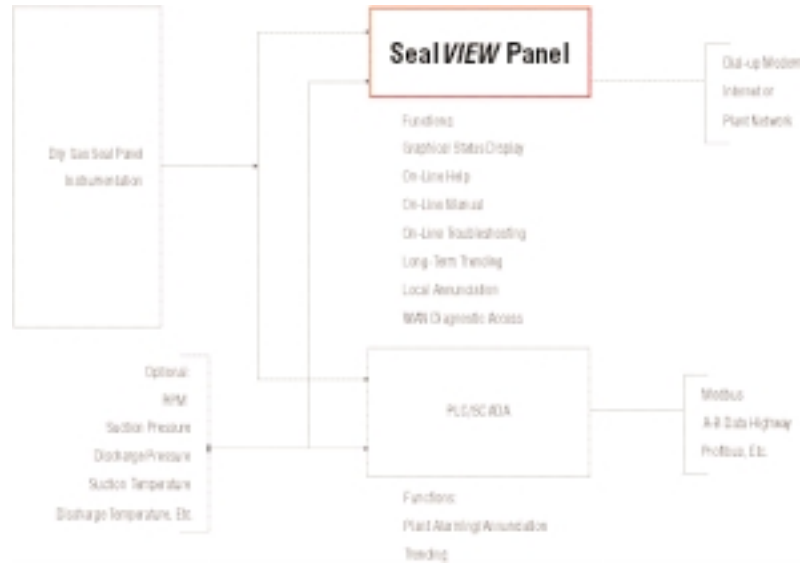 SealVIEW Panel
Dial-up Modem
Internet or
Plant Network
Dry Gas Seal Panel
Instrumentation
Functions:
Graphical Status Display
On-Line Help
On-Line Manual
On-Line Troubleshooting
Long-Term Trending
Local Annunciation
WAN Diagnostic Access
Optional:
RPM
Suction Pressure
Discharge Pressure
Suction Temperature
Discharge Temperature, Etc.
PLC/SCADA
Modbus
A-B Data Highway
Profibus, Etc.
Functions:
Plant Alarming/Annunciation
Trending